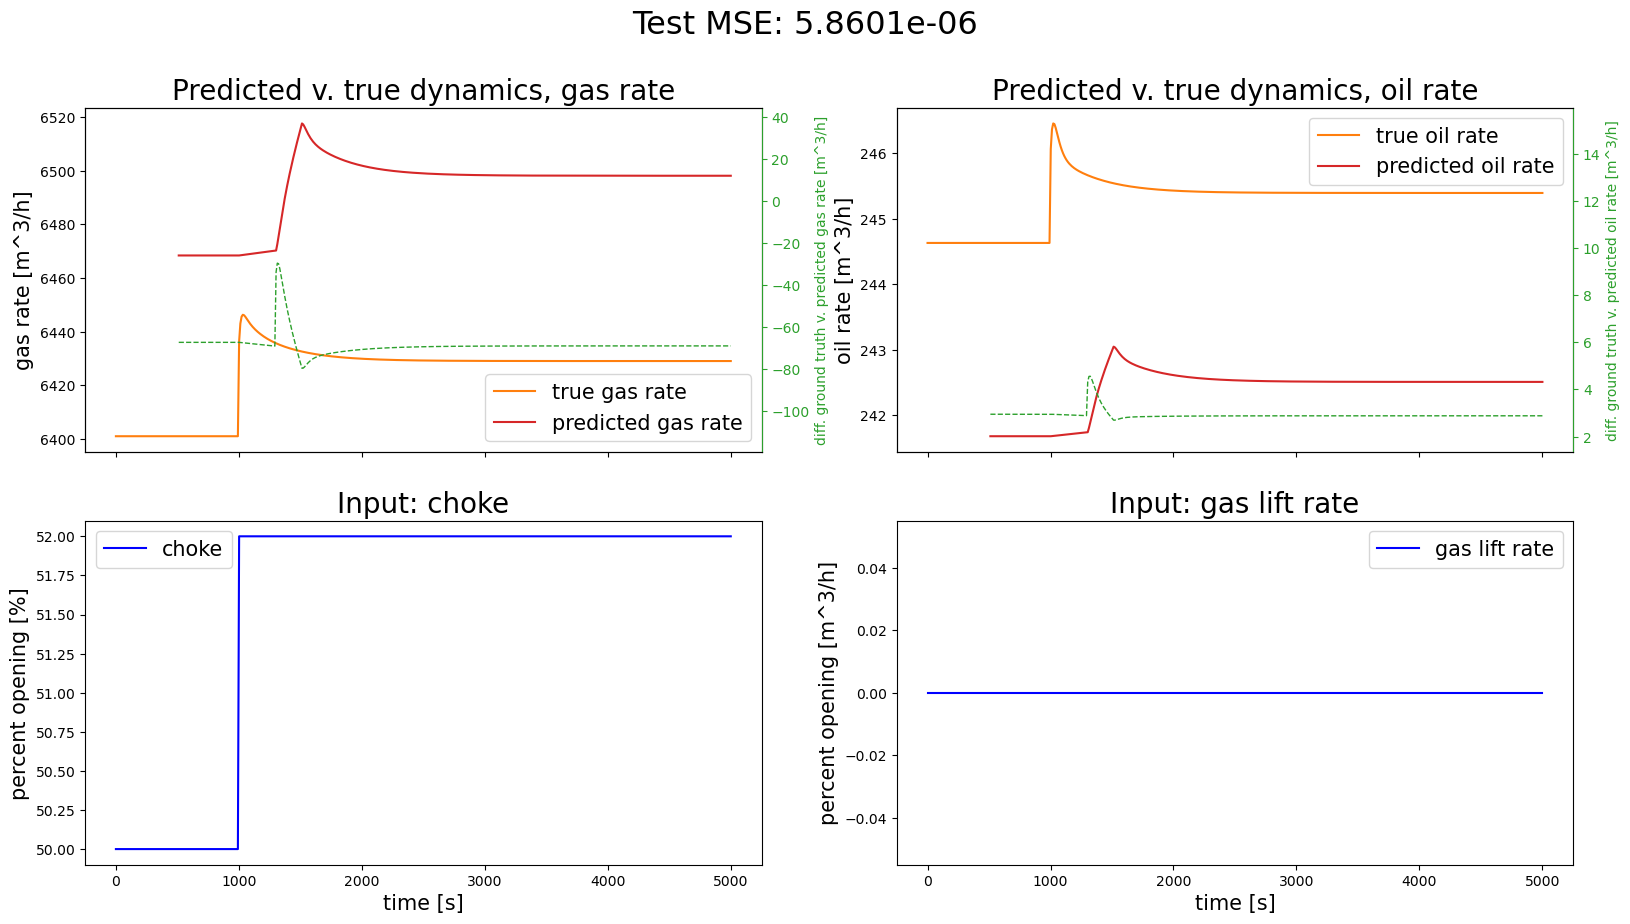 Test MSE: 5.8601e-06
Predicted v. true dynamics, gas rate
6520
6500
6480
6460
6440
6420
6400
gas rate [m^3/h]
40
20
0
−20
−40
−60
−80
−100
diff. ground truth v. predicted gas rate [m^3/h]
true gas rate
predicted gas rate
Predicted v. true dynamics, oil rate
246
245
244
243
242
oil rate [m^3/h]
14
12
10
8
6
4
2
diff. ground truth v. predicted oil rate [m^3/h]
true oil rate
predicted oil rate
Input: choke
52.00
51.75
51.50
51.25
51.00
50.75
50.50
50.25
50.00
percent opening [%]
choke
0
1000
2000
3000
4000
5000
time [s]
Input: gas lift rate
0.04
0.02
0.00
−0.02
−0.04
percent opening [m^3/h]
gas lift rate
0
1000
2000
3000
4000
5000
time [s]